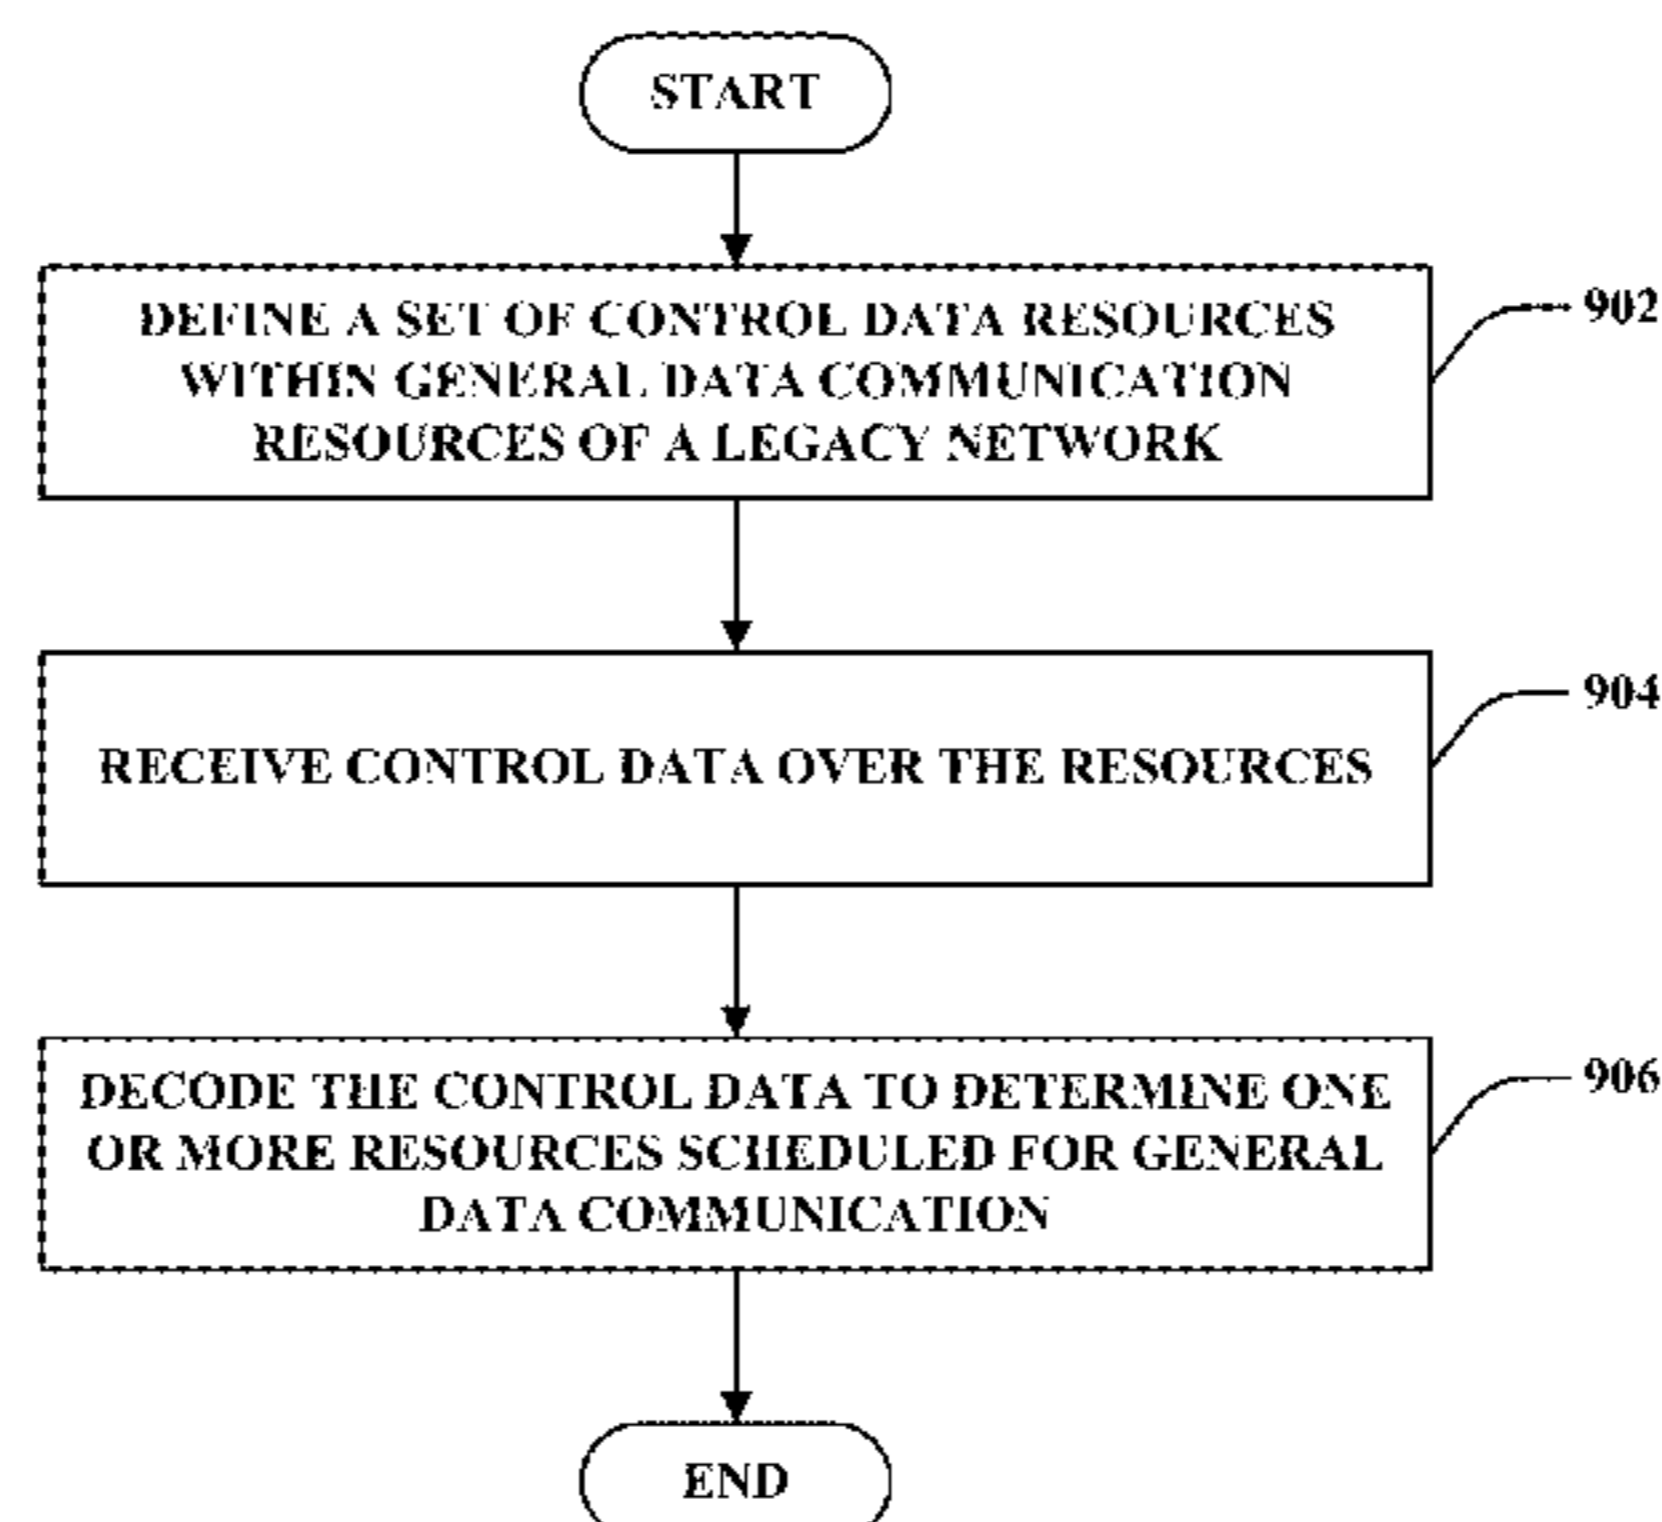 START
DEFINE A SET OF CONTROL DATA RESOURCES
WITHIN GENERAL DATA COMMUNICATION
RESOURCES OF A LEGACY NETWORK
902
RECEIVE CONTROL DATA OVER THE RESOURCES
904
DECODE THE CONTROL DATA TO DETERMINE ONE
OR MORE RESOURCES SCHEDULED FOR GENERAL
DATA COMMUNICATION
906
END